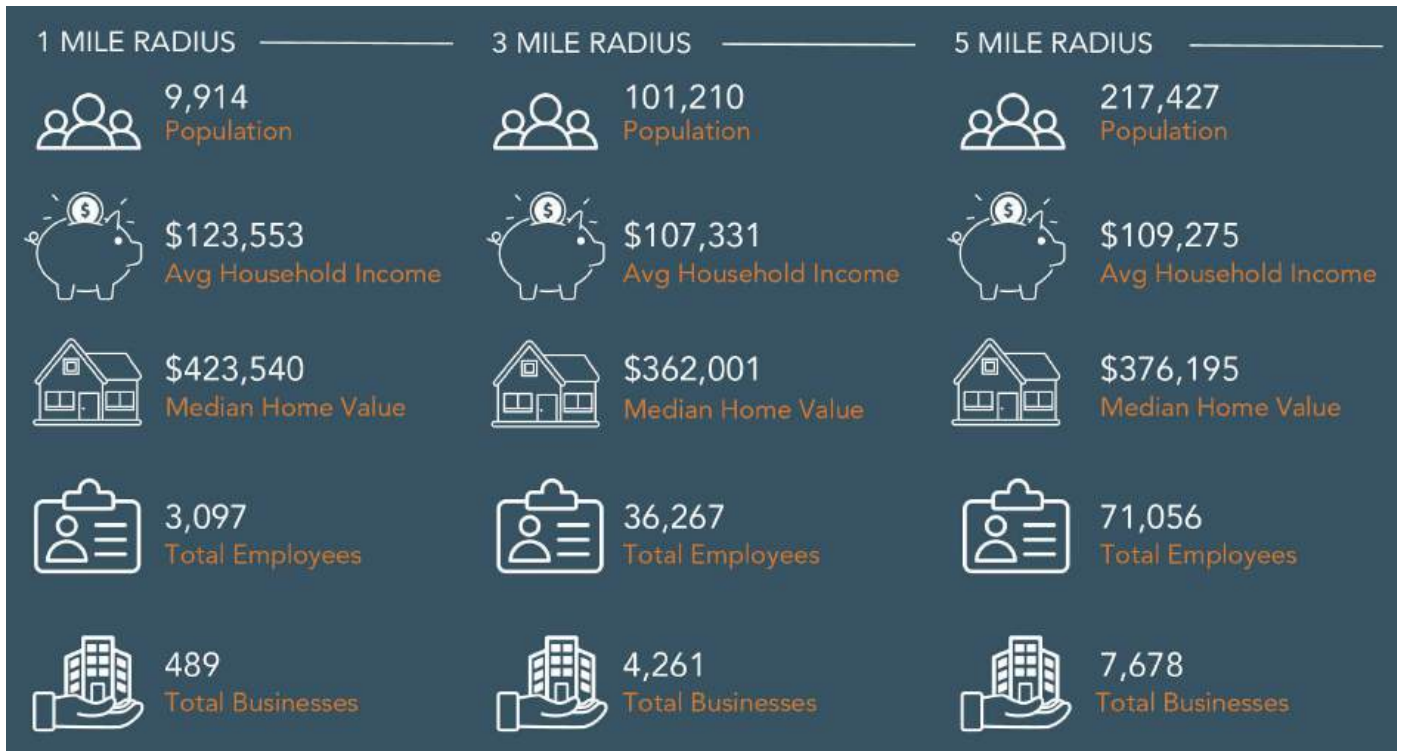 1 MILE RADIUS
9,914
Population
$123,553
Avg Household Income
$423,540
Median Home Value
3,097
Total Employees
489
Total Businesses
3 MILE RADIUS
101,210
Population
$107,331
Avg Household Income
$362,001
Median Home Value
36,267
Total Employees
4,261
Total Businesses
5 MILE RADIUS
217,427
Population
$109,275
Avg Household Income
$376,195
Median Home Value
71,056
Total Employees
7,678
Total Businesses